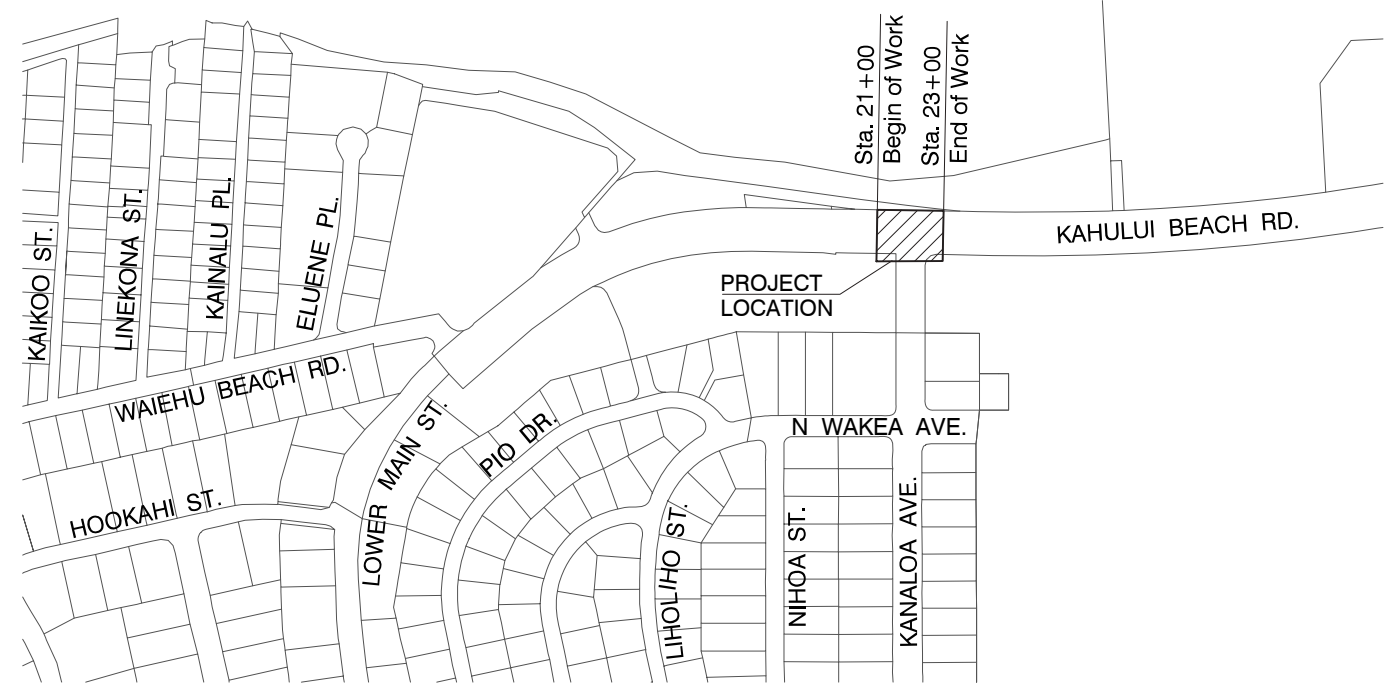 Sta. 21+00
Begin of Work
Sta. 23+00
End of Work
KAHULUI BEACH RD.
PROJECT
LOCATION
KAIKOO ST.
LINEKONA ST.
KAINALU PL.
ELUENE PL.
WAIEHU BEACH RD.
HOOKAHI ST.
LOWER MAIN ST.
PIO DR.
N WAKEA AVE.
LIHOLIHO ST.
NIHOA ST.
KANALOA AVE.